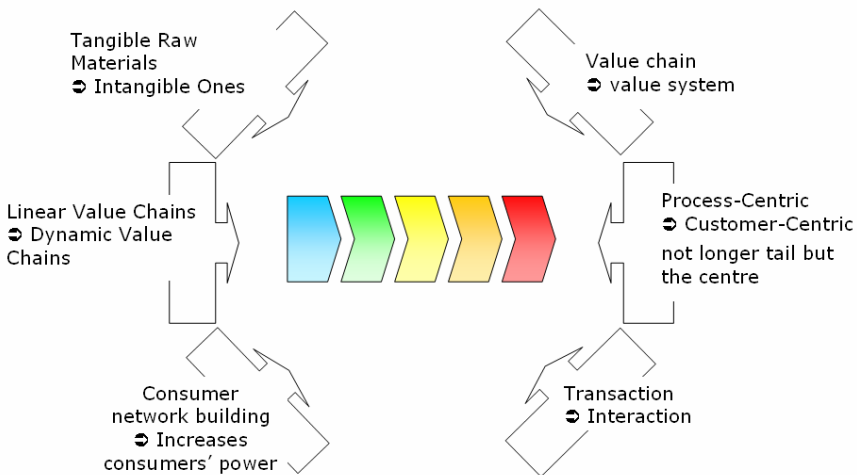 Tangible Raw
Materials
➲ Intangible Ones
Value chain
➲ value system
Linear Value Chains
➲ Dynamic Value
Chains
Process-Centric
➲ Customer-Centric
not longer tail but
the centre
Consumer
network building
➲ Increases
consumers’ power
Transaction
➲ Interaction